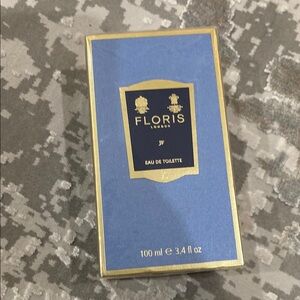 FLORIS
LONDON
JF
EAU DE TOILETTE
100 ml e 3.4 fl oz